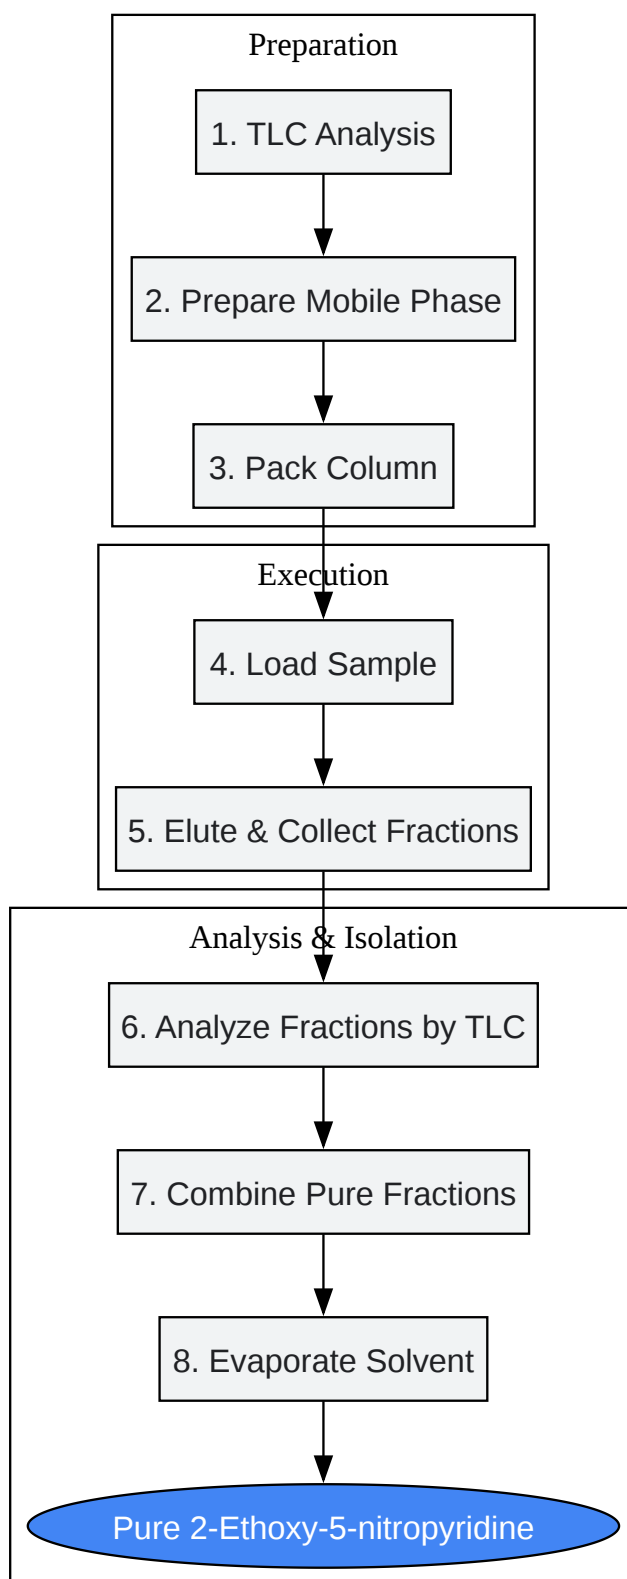 Preparation
1. TLC Analysis
2. Prepare Mobile Phase
3. Pack Column
Execution
4. Load Sample
5. Elute & Collect Fractions
Analysis & Isolation
6. Analyze Fractions by TLC
7. Combine Pure Fractions
8. Evaporate Solvent
Pure 2-Ethoxy-5-nitropyridine